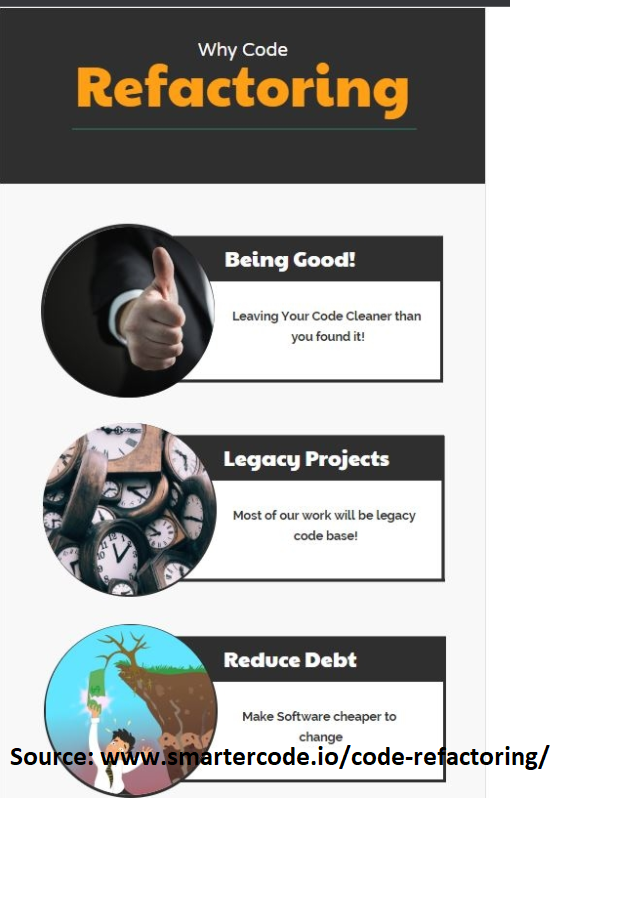 Why Code
Refactoring
Being Good!
Leaving Your Code Cleaner than
you found it!
Legacy Projects
Most of our work will be legacy
code base!
Reduce Debt
Make Software cheaper to
change
Source: www.smartercode.io/code-refactoring/